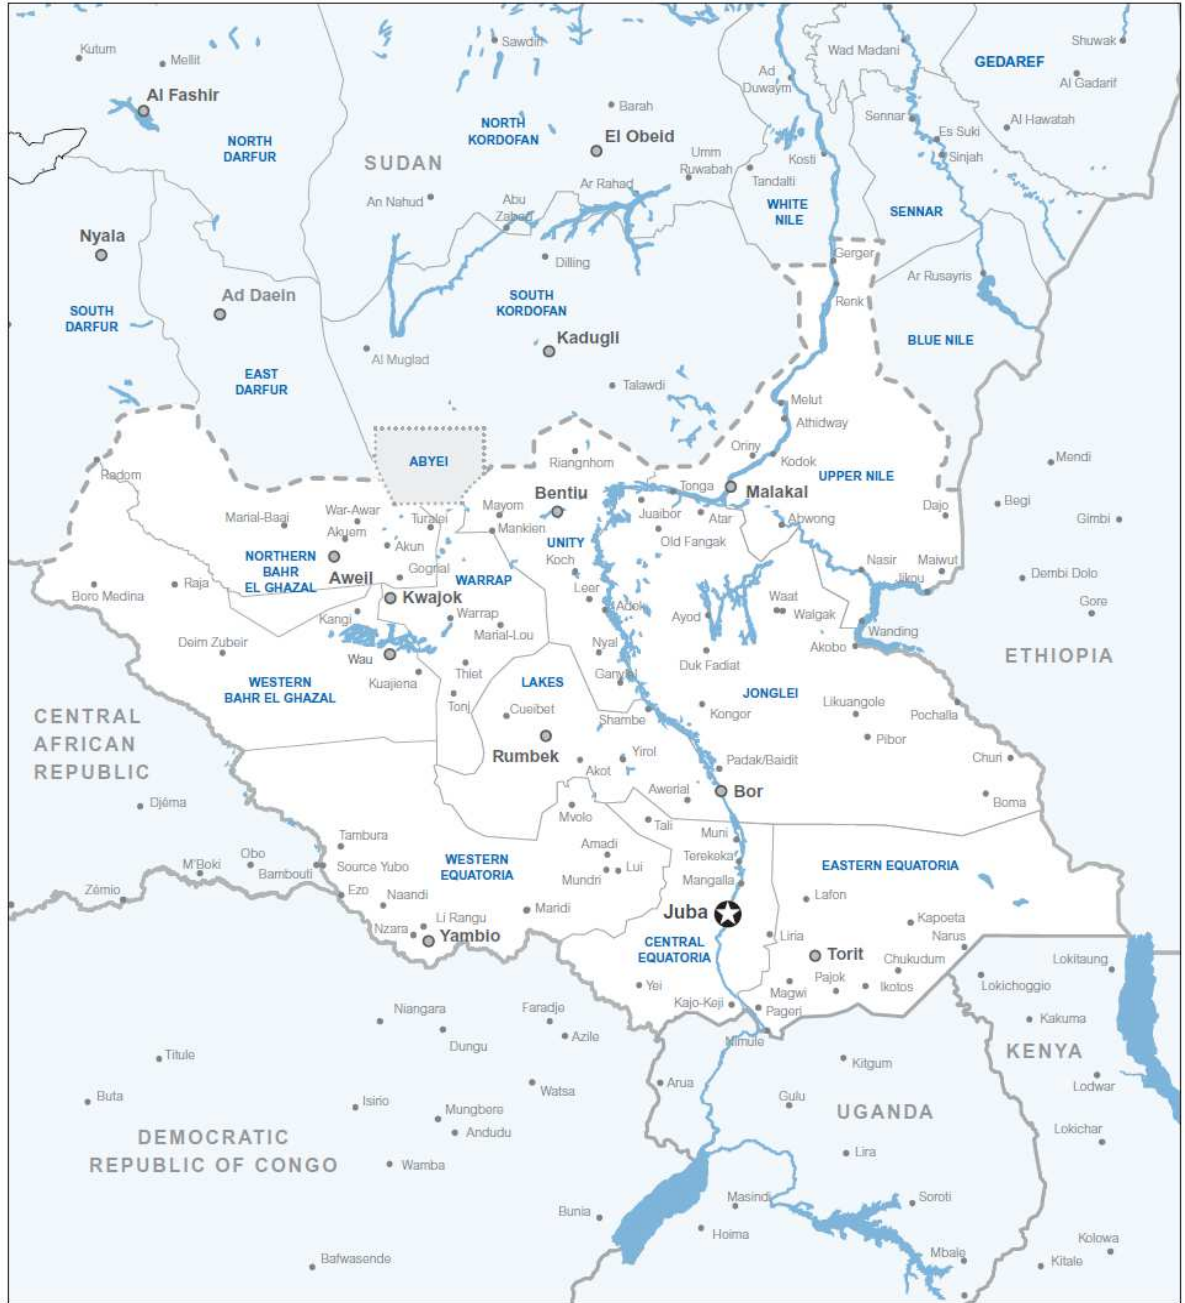 Kutum
Mellit
Sawdiri
Wad Madani
Shuwak
GEDAREF
Al Gadarif
Ad
Duwaym
Al Fashir
Barah
Sennar
Al Hawatah
NORTH
DARFUR
NORTH
KORDOFAN
El Obeid
Es Suki
Sinjah
SUDAN
Umm
Ruwabah
Kosti
Tandalti
Ar Rahad
An Nahud
Abu
Zabad
WHITE
NILE
SENNAR
Nyala
Dilling
Gerger
Ar Rusayris
Ad Daein
SOUTH
KORDOFAN
Renk
SOUTH
DARFUR
Kadugli
BLUE NILE
Al Muglad
EAST
DARFUR
Talawdi
Melut
Athidway
Oriny
Kodok
ABYEI
Riangnhom
Mendi
Radom
UPPER NILE
Bentiu
Tonga
Malakal
Begi
Dajo
War-Awar
Mayom
Juaibor
Atar
Abwong
Gimbi
Marial-Baai
Turalei
Mankien
Akuem
Old Fangak
NORTHERN
BAHR
EL GHAZAL
Akun
UNITY
Koch
Nasir
Maiwut
Aweil
Gogrial
WARRAP
Jikou
Dembi Dolo
Boro Medina
Raja
Kwajok
Leer
Adok
Waat
Walgak
Gore
Kangi
Warrap
Marial-Lou
Ayod
Wanding
Deim Zubeir
Wau
Nyal
Akobo
Duk Fadiat
ETHIOPIA
WESTERN
BAHR EL GHAZAL
Kuajiena
Thiet
LAKES
Ganyiel
JONGLEI
Tonj
Cueibet
Shambe
Kongor
Likuangole
Pochalla
CENTRAL
AFRICAN
REPUBLIC
Rumbek
Yirol
Akot
Padak/Baidit
Pibor
Churi
Djéma
Awerial
Bor
Boma
Mvolo
Tali
Muni
Tambura
Amadi
Terekeka
EASTERN EQUATORIA
Obo
M'Boki
Bambouti
Source Yubo
WESTERN
EQUATORIA
Lui
Mundri
Mangalla
Zémio
Ezo
Naandi
Lafon
Maridi
Juba
Li Rangu
Nzara
Yambio
Kapoeta
Narus
CENTRAL
EQUATORIA
Liria
Torit
Chukudum
Lokitaung
Yei
Kajo-Keji
Magwi
Pajok
Ikotos
Lokichoggio
Pageri
Niangara
Faradje
Kakuma
Dungu
Azile
Nimule
KENYA
Titule
Kitgum
Arua
Lodwar
Buta
Isiro
Watsa
Gulu
Mungbere
UGANDA
Andudu
Lokichar
DEMOCRATIC
REPUBLIC OF CONGO
Wamba
Lira
Masindi
Soroti
Bunia
Hoima
Kolowa
Mbale
Kitale
Bafwasende